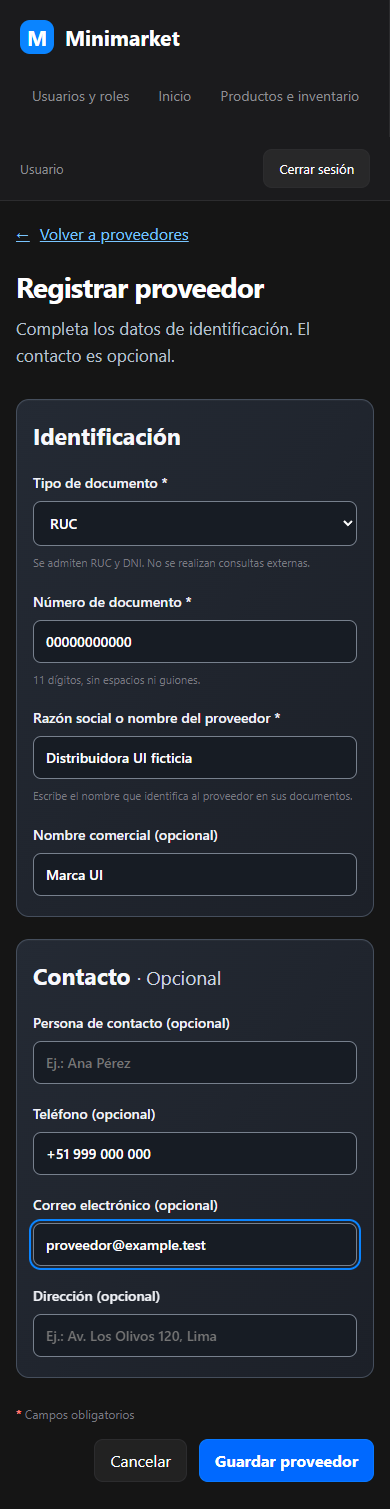 M Minimarket
Usuarios y roles Inicio Productos e inventario
Usuario Cerrar sesión
← Volver a proveedores
Registrar proveedor
Completa los datos de identificación. El
contacto es opcional.
Identificación
Tipo de documento *
RUC
Se admiten RUC y DNI. No se realizan consultas externas.
Número de documento *
00000000000
11 dígitos, sin espacios ni guiones.
Razón social o nombre del proveedor *
Distribuidora UI ficticia
Escribe el nombre que identifica al proveedor en sus documentos.
Nombre comercial (opcional)
Marca UI
Contacto · Opcional
Persona de contacto (opcional)
Ej.: Ana Pérez
Teléfono (opcional)
+51 999 000 000
Correo electrónico (opcional)
proveedor@example.test
Dirección (opcional)
Ej.: Av. Los Olivos 120, Lima
* Campos obligatorios
Cancelar Guardar proveedor